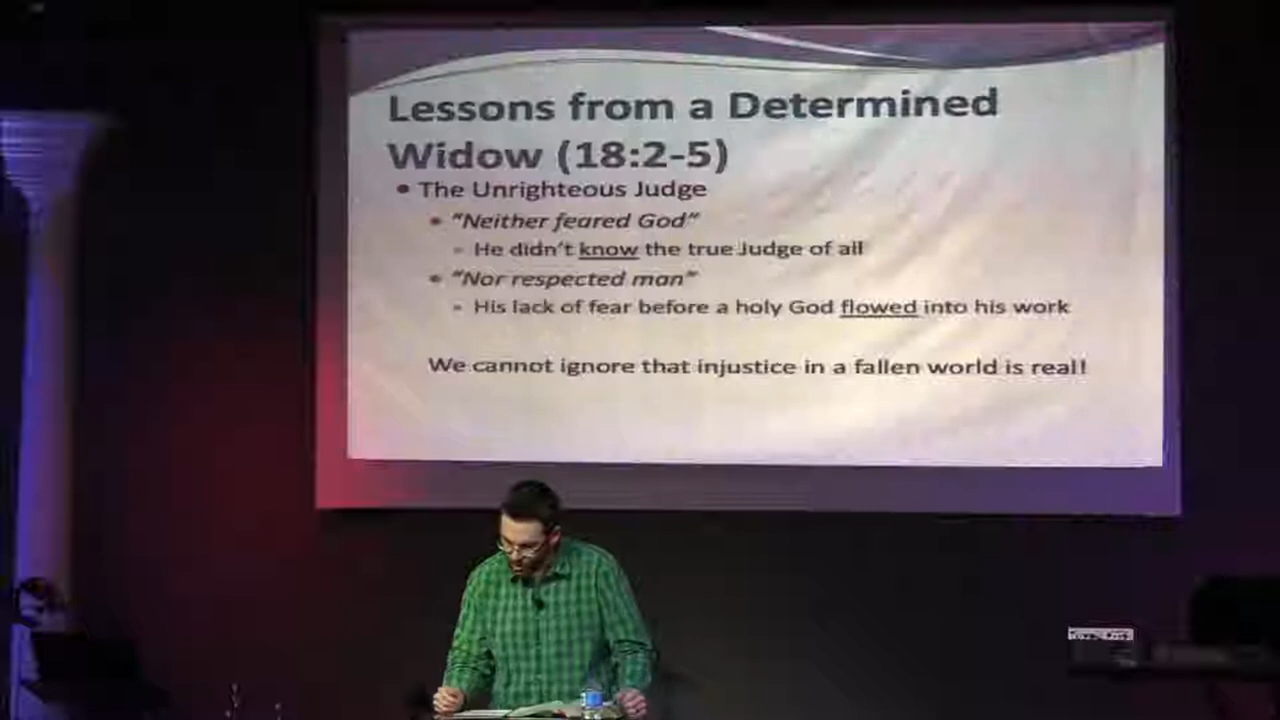 Lessons from a Determined
Widow (18:2-5)
• The Unrighteous Judge
• "Neither feared God"
- He didn't know the true Judge of all
• "Nor respected man"
- His lack of fear before a holy God flowed into his work
We cannot ignore that injustice in a fallen world is real!